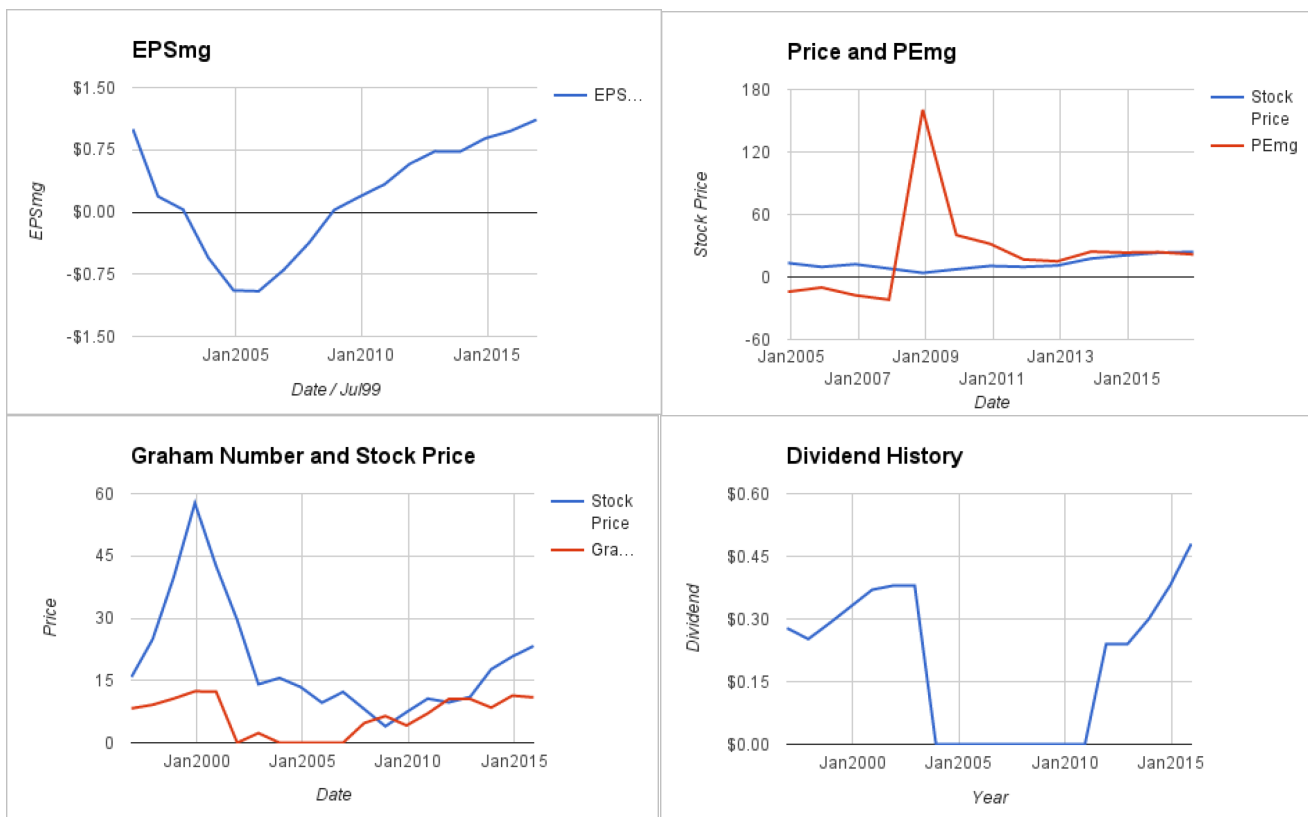 EPSmg
$1.50
$0.75
$0.00
-$0.75
-$1.50
EPSmg
Jan2005 Jan2010 Jan2015
Date / Jul99
EPS…
Price and PEmg
180
120
60
0
-60
Stock Price
Jan2005 Jan2009 Jan2013
Jan2007 Jan2011 Jan2015
Date
Stock
Price
PEmg
Graham Number and Stock Price
60
45
30
15
0
Price
Jan2000 Jan2005 Jan2010 Jan2015
Date
Stock
Price
Gra…
Dividend History
$0.60
$0.45
$0.30
$0.15
$0.00
Dividend
Jan2000 Jan2005 Jan2010 Jan2015
Year